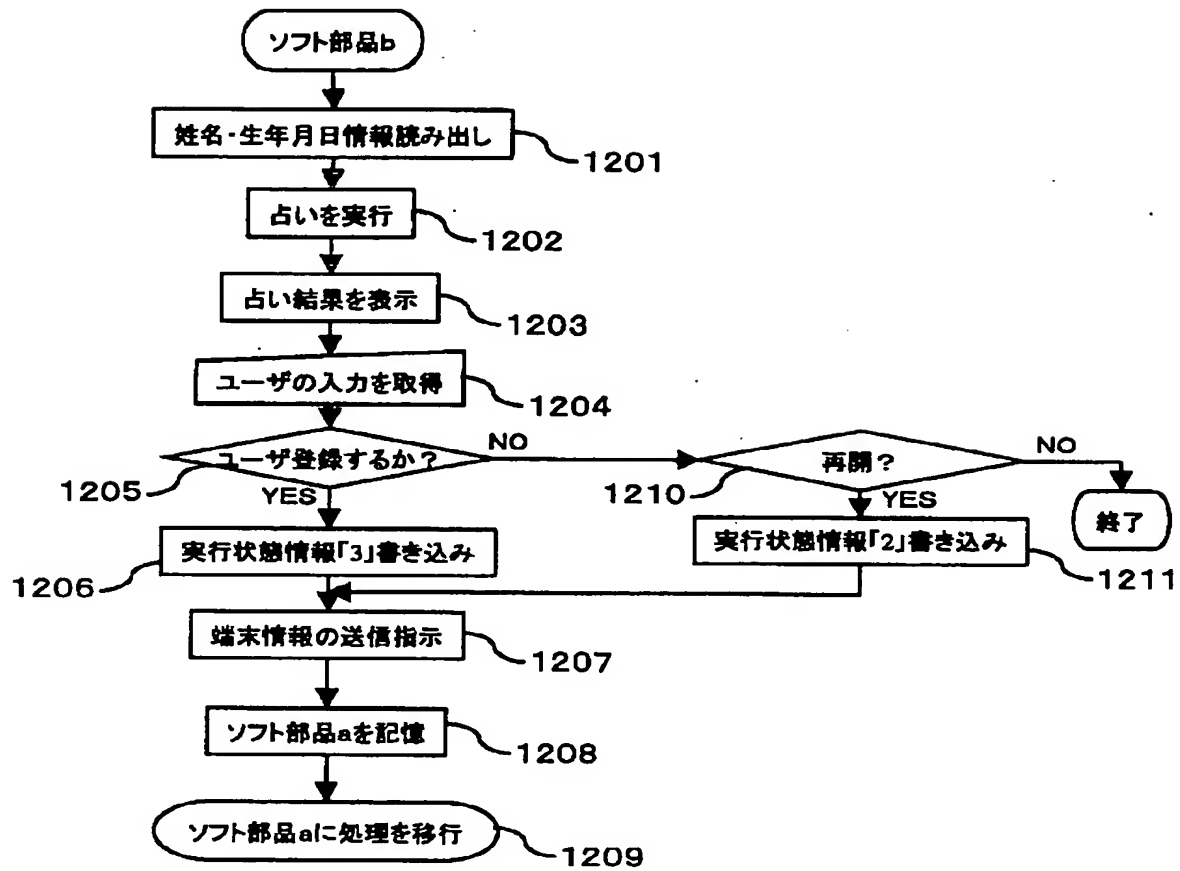 ソフト部品b
姓名・生年月日情報読み出し
1201
占いを実行
1202
占い結果を表示
1203
ユーザの入力を取得
1204
ユーザ登録するか?
NO
1205
YES
再開?
NO
1210
YES
終了
実行状態情報「3」書き込み
1206
実行状態情報「2」書き込み
1211
端末情報の送信指示
1207
ソフト部品aを記憶
1208
ソフト部品aに処理を移行
1209